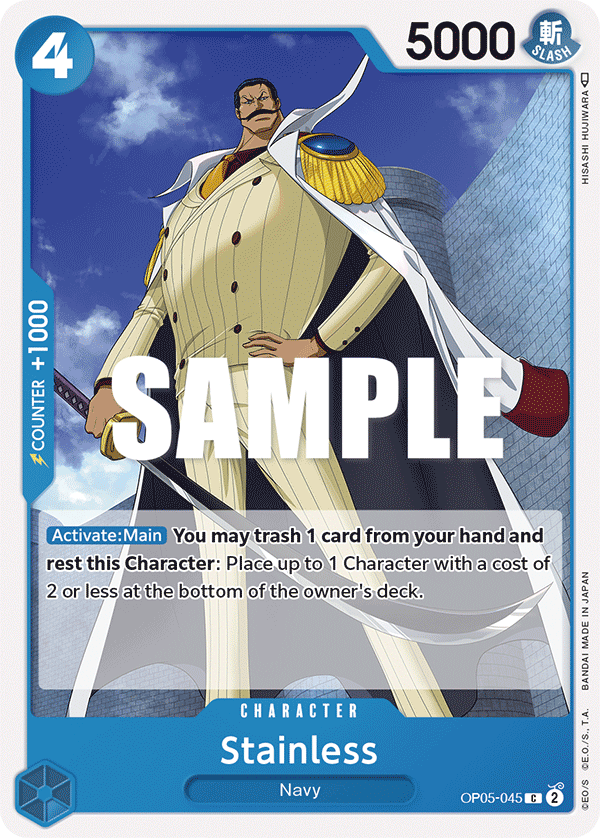 4
5000
斬
SLASH
HISASHI HUJIWARA
COUNTER +1000
SAMPLE
Activate:Main You may trash 1 card from your hand and
rest this Character: Place up to 1 Character with a cost of
2 or less at the bottom of the owner's deck.
CHARACTER
Stainless
Navy
OP05-045 C 2
©EO/S ©E.O./S., T.A. BANDAI MADE IN JAPAN